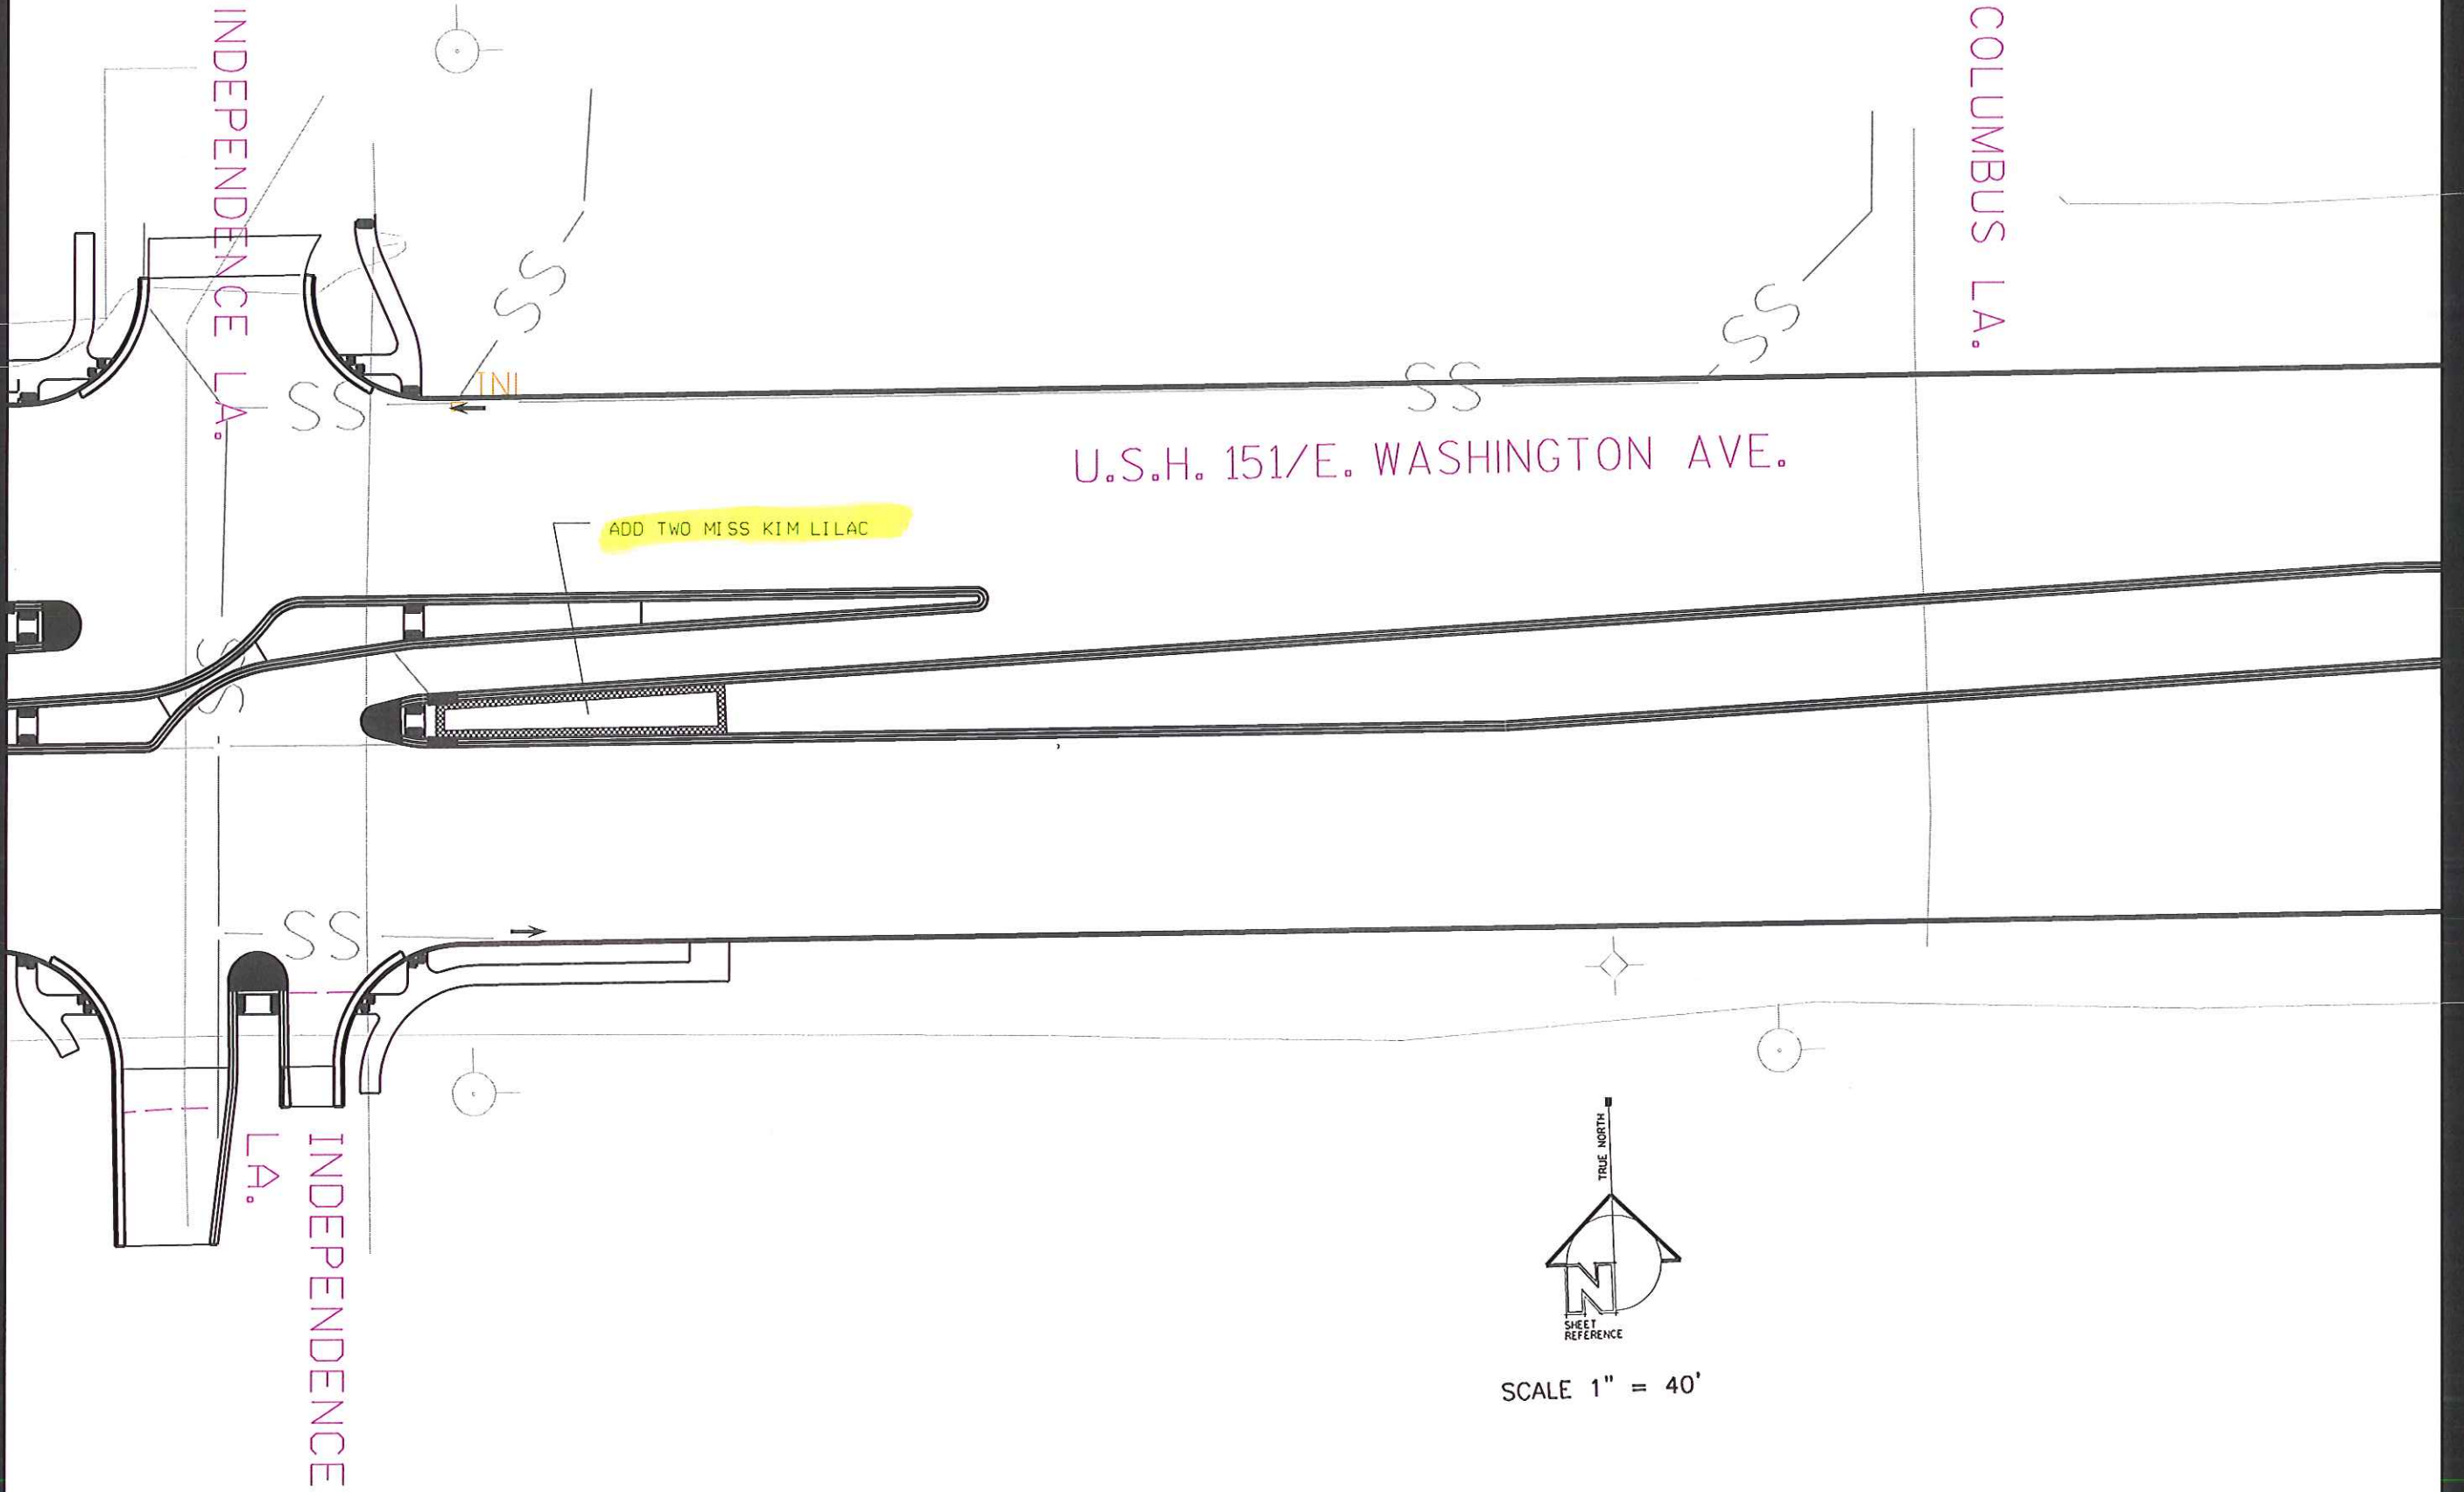 INDEPENDENCE LA.
COLUMBUS LA.
SS
SS
INL
SS
SS
U.S.H. 151/E. WASHINGTON AVE.
ADD TWO MISS KIM LILAC
SS
SS
INDEPENDENCE
LA.
TRUE NORTH
N
SHEET
REFERENCE
SCALE 1" = 40'